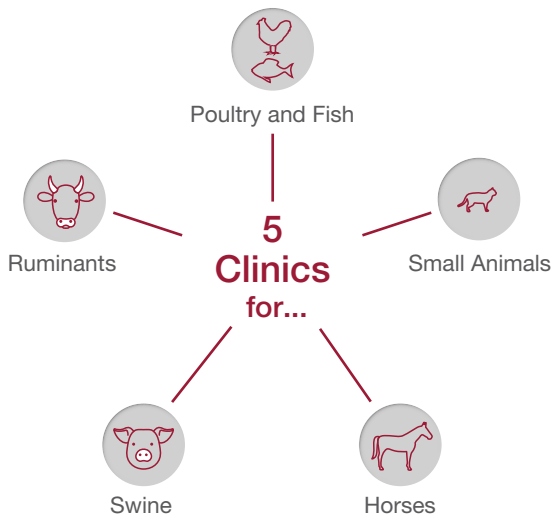 Poultry and Fish
Ruminants
5
Clinics
for...
Small Animals
Swine
Horses